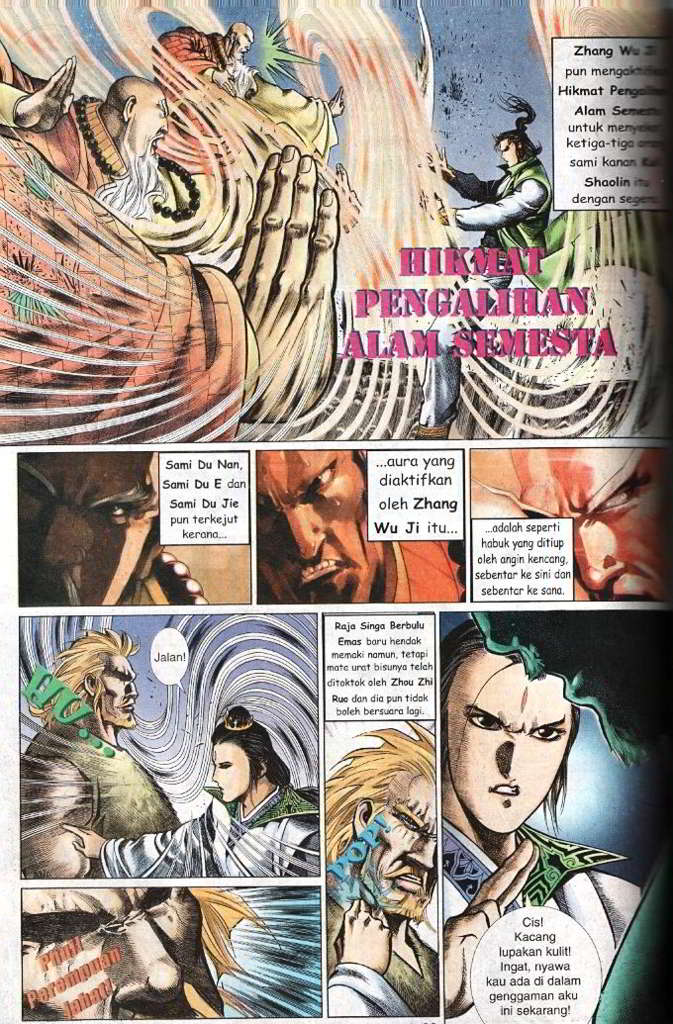 Zhang Wu Ji
pun mengaktifkan
Hikmat Pengalihan
Alam Semesta
untuk menyekat
ketiga-tiga orang
sami kanan Kuil
Shaolin itu
dengan segera.
HIKMAT
PENGALIHAN
ALAM SEMESTA
Sami Du Nan,
Sami Du E dan
Sami Du Jie
pun terkejut
kerana...
...aura yang
diaktifkan
oleh Zhang
Wu Ji itu...
...adalah seperti
habuk yang ditiup
oleh angin kencang,
sebentar ke sini dan
sebentar ke sana.
Jalan!
Raja Singa Berbulu
Emas baru hendak
memaki namun, tetapi
mata urat bisunya telah
ditoktok oleh Zhou Zhi
Ruo dan dia pun tidak
boleh bersuara lagi.
POP!
Puui!
Perempuan
Jahat!
Cis!
Kacang
lupakan kulit!
Ingat, nyawa
kau ada di dalam
genggaman aku
ini sekarang!